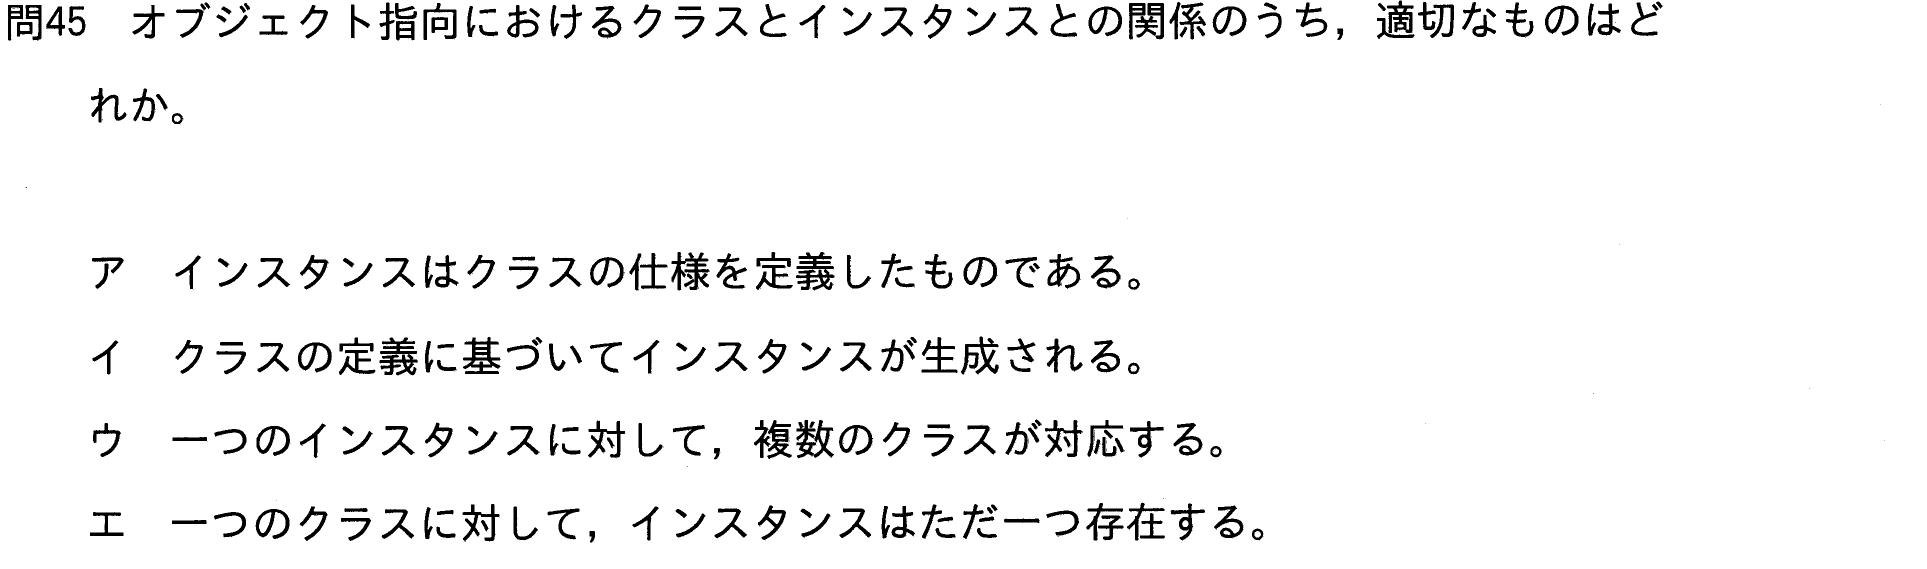 問45　オブジェクト指向におけるクラスとインスタンスとの関係のうち，適切なものはど
れか。
ア　インスタンスはクラスの仕様を定義したものである。
イ　クラスの定義に基づいてインスタンスが生成される。
ウ　一つのインスタンスに対して，複数のクラスが対応する。
エ　一つのクラスに対して，インスタンスはただ一つ存在する。